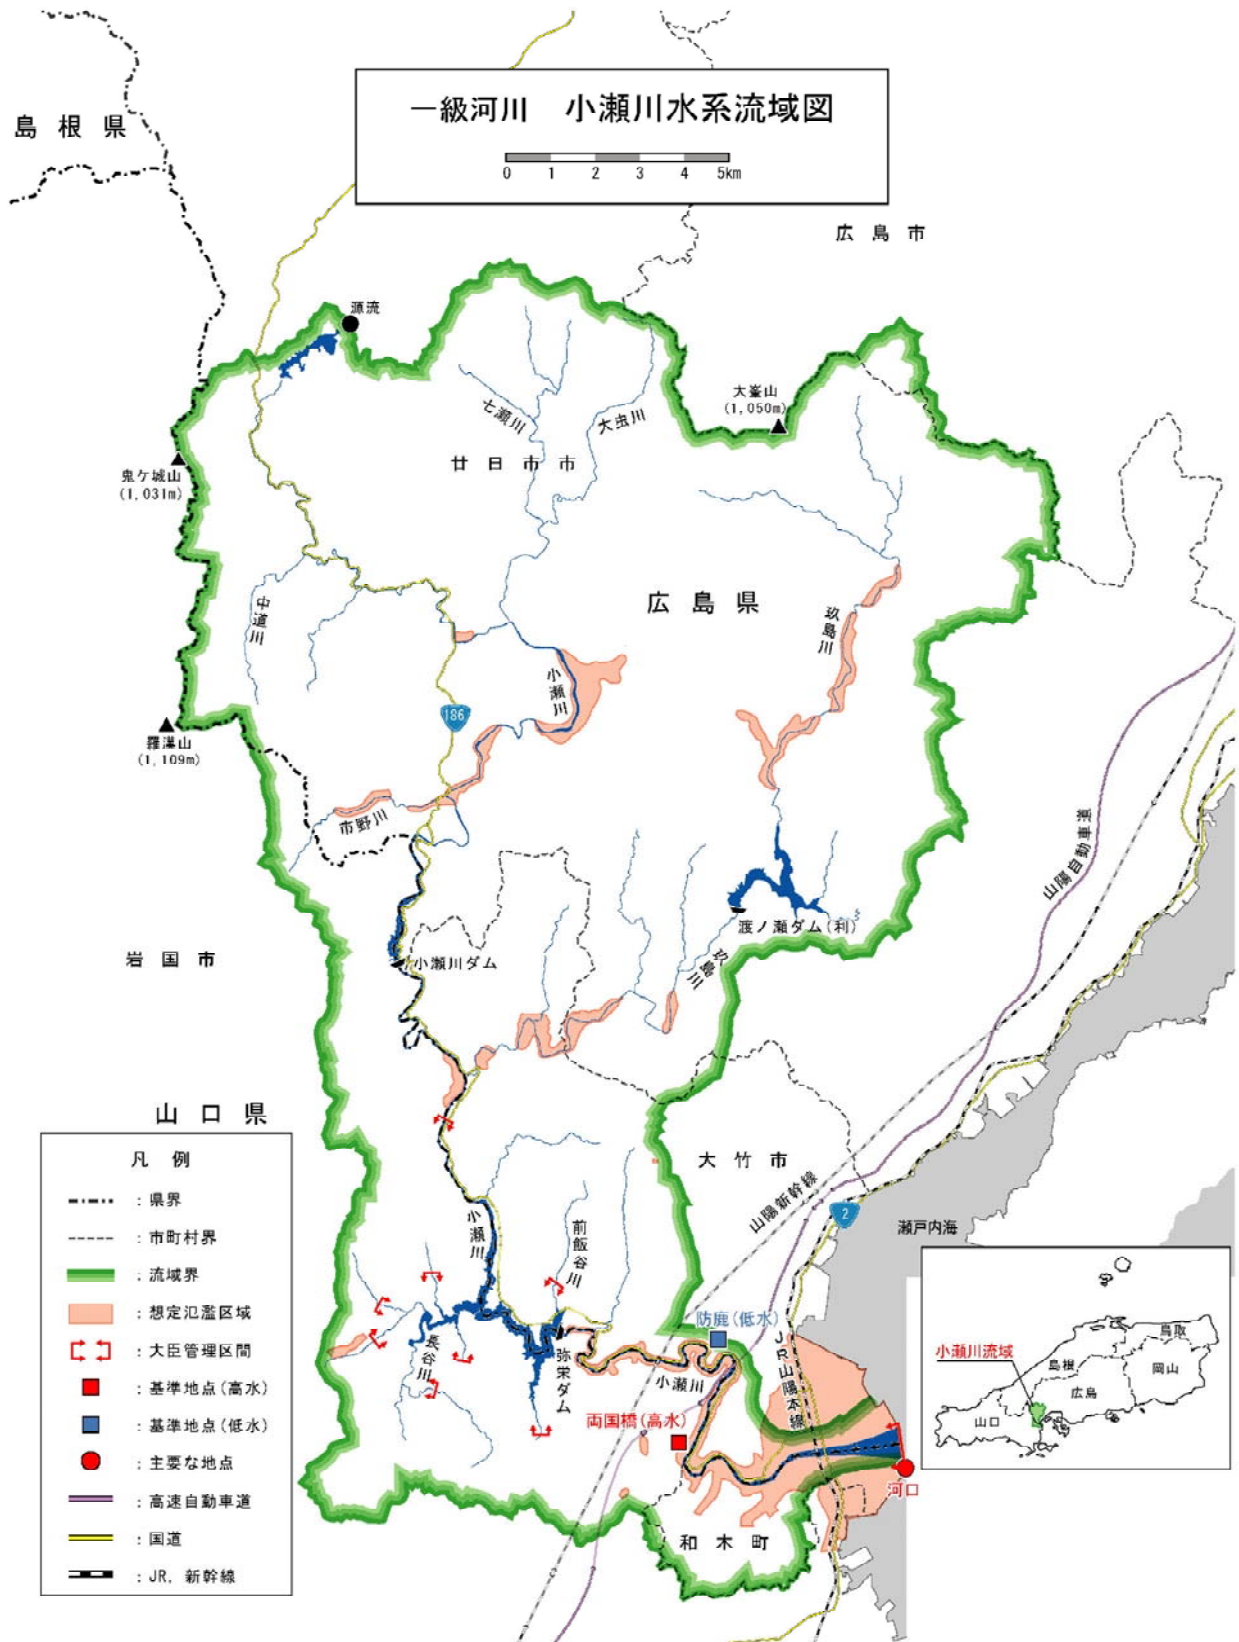 一級河川 小瀬川水系流域図
0 1 2 3 4 5km
島根県
広島市
源流
大峯山
(1,050m)
七瀬川
大虫川
廿日市市
鬼ケ城山
(1,031m)
中道川
広島県
玖島川
小瀬川
186
羅漢山
(1,109m)
市野川
山陽自動車道
渡ノ瀬ダム(利)
岩国市
小瀬川ダム
玖島川
山口県
大竹市
山陽新幹線
2
瀬戸内海
小瀬川
前飯谷川
長谷川
弥栄ダム
防鹿(低水)
小瀬川
JR山陽本線
両国橋(高水)
河口
和木町
凡例
:県界
:市町村界
:流域界
:想定氾濫区域
:大臣管理区間
:基準地点(高水)
:基準地点(低水)
:主要な地点
:高速自動車道
:国道
:JR, 新幹線
小瀬川流域
鳥取
島根
岡山
広島
山口